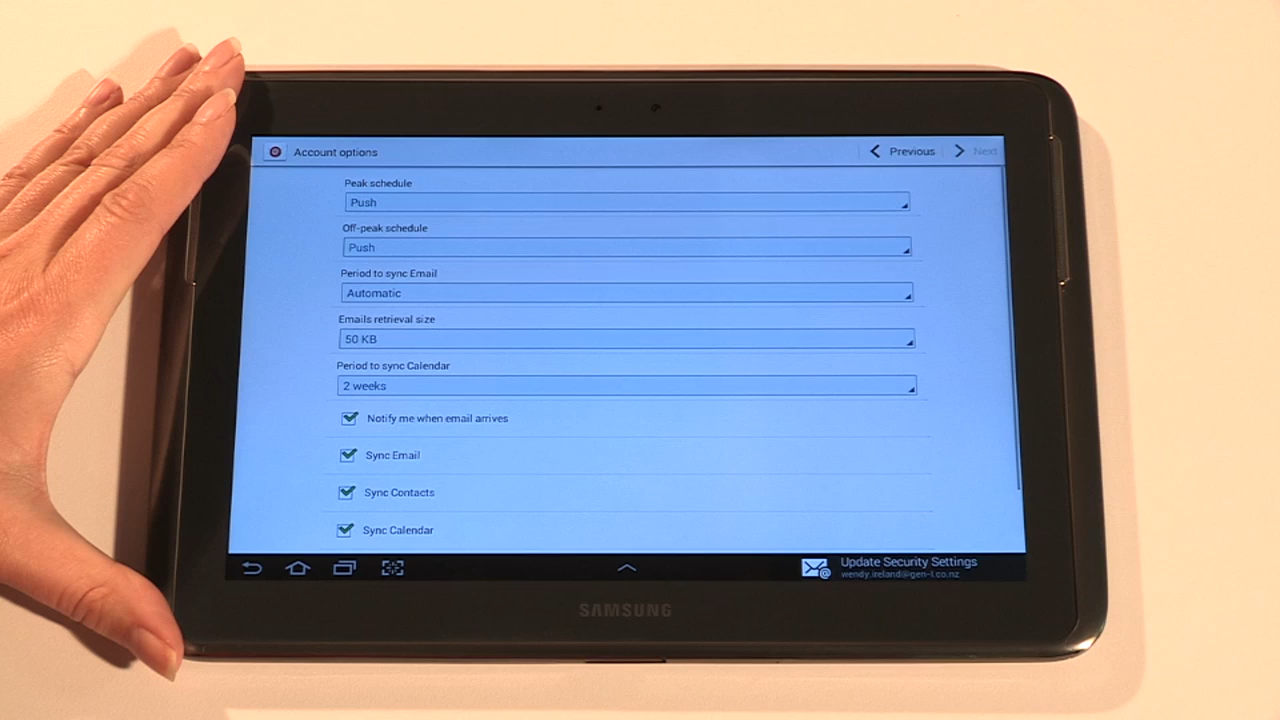 Account options
Previous
Next
Peak schedule
Push
Off-peak schedule
Push
Period to sync Email
Automatic
Emails retrieval size
50 KB
Period to sync Calendar
2 weeks
Notify me when email arrives
Sync Email
Sync Contacts
Sync Calendar
Update Security Settings
wendy.ireland@gen-i.co.nz
SAMSUNG